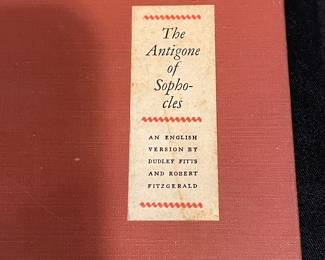 The
Antigone
of
Sopho-
cles
AN ENGLISH
VERSION BY
DUDLEY FITTS
AND ROBERT
FITZGERALD